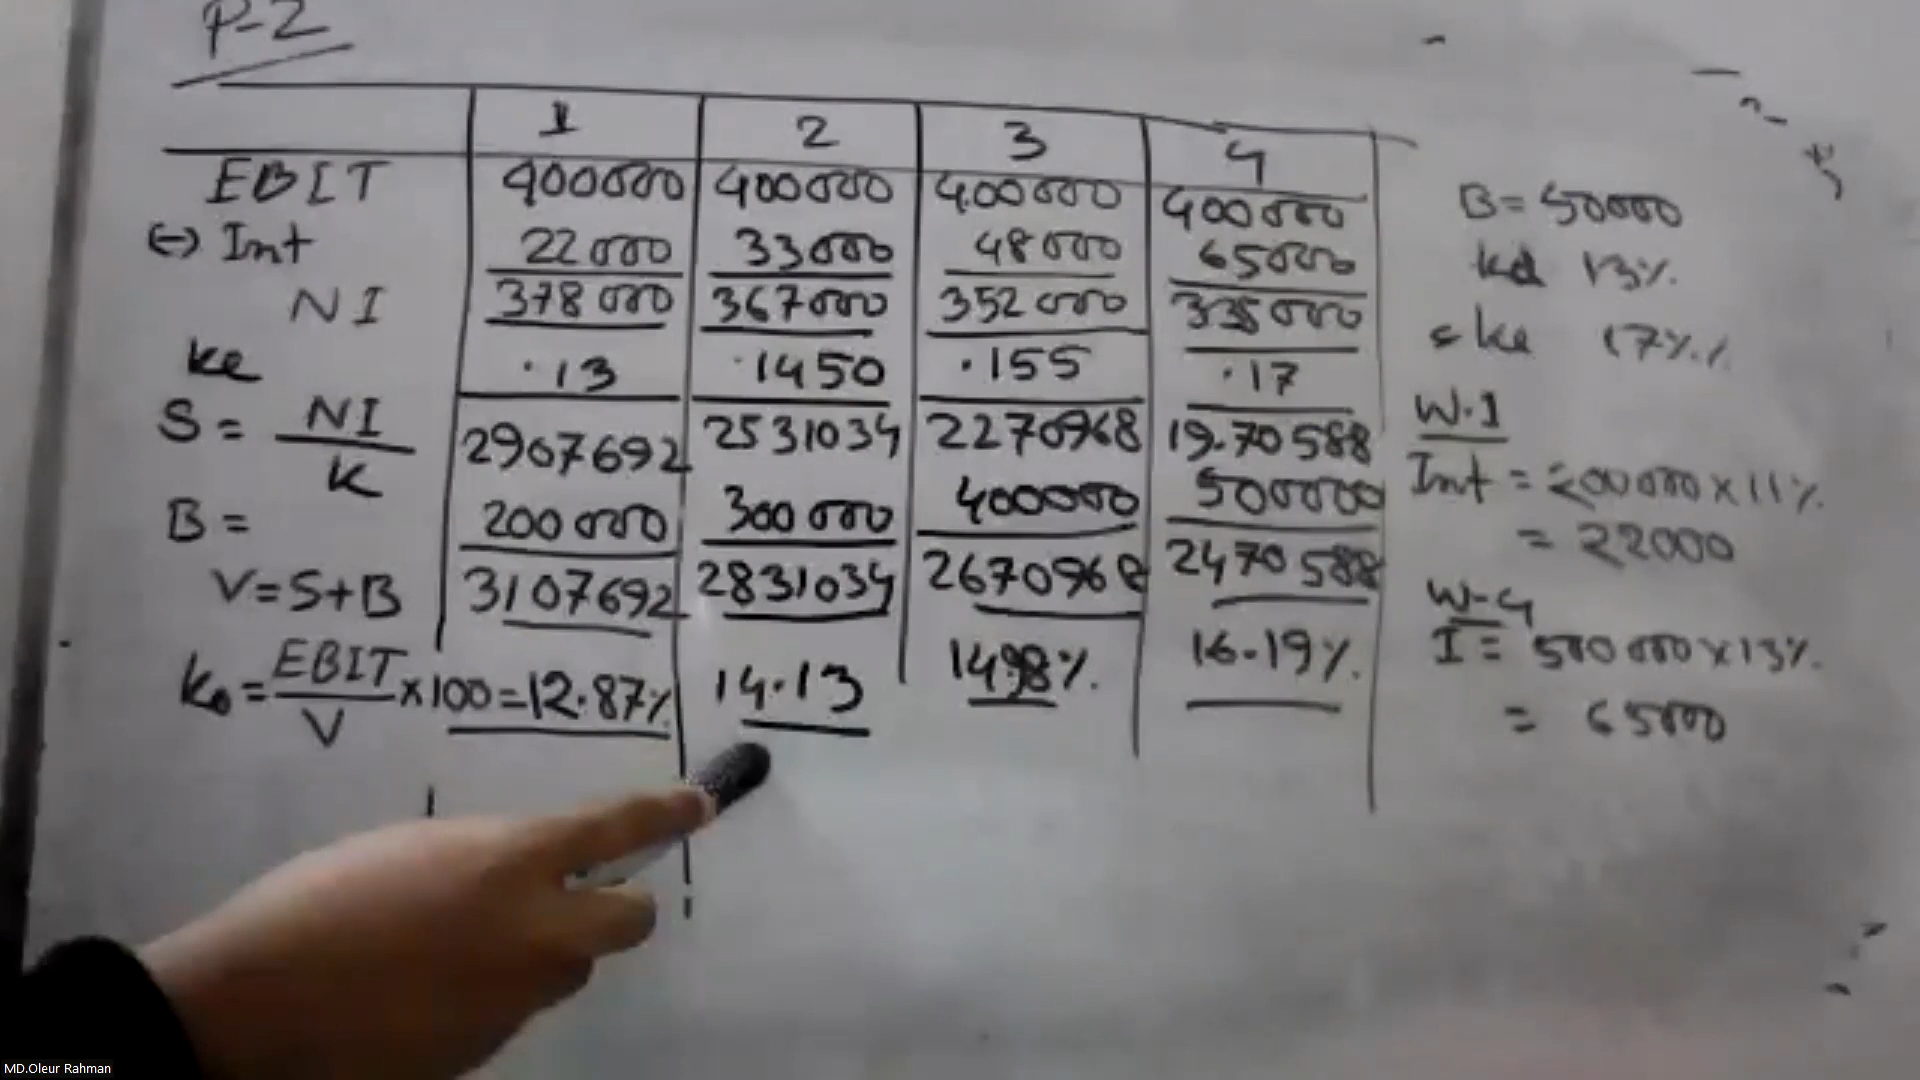 P-2
1 2 3 4
EBIT 400000 400000 400000 400000
(-) Int 22000 33000 48000 65000
NI 378000 367000 352000 335000
ke .13 .1450 .155 .17
S = NI / K 2907692 2531034 2270968 19.70588
B = 200000 300000 400000 500000
V=S+B 3107692 2831034 2670968 2470588
ko = EBIT / V ×100=12.87% 14.13 14.98% 16.19%
B= 50000
kd 13%.
ke 17%.
W.1
Int = 200000×11%
= 22000
W-4
I = 500000×13%.
= 65000
MD.Oleur Rahman